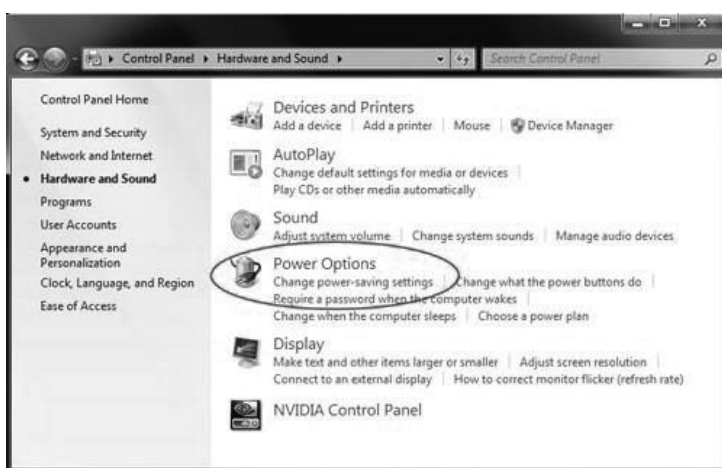 Control Panel Hardware and Sound
Search Control Panel
Control Panel Home
System and Security
Network and Internet
Hardware and Sound
Programs
User Accounts
Appearance and
Personalization
Clock, Language, and Region
Ease of Access
Devices and Printers
Add a device Add a printer Mouse Device Manager
AutoPlay
Change default settings for media or devices
Play CDs or other media automatically
Sound
Adjust system volume Change system sounds Manage audio devices
Power Options
Change power-saving settings Change what the power buttons do
Require a password when the computer wakes
Change when the computer sleeps Choose a power plan
Display
Make text and other items larger or smaller Adjust screen resolution
Connect to an external display How to correct monitor flicker (refresh rate)
NVIDIA Control Panel